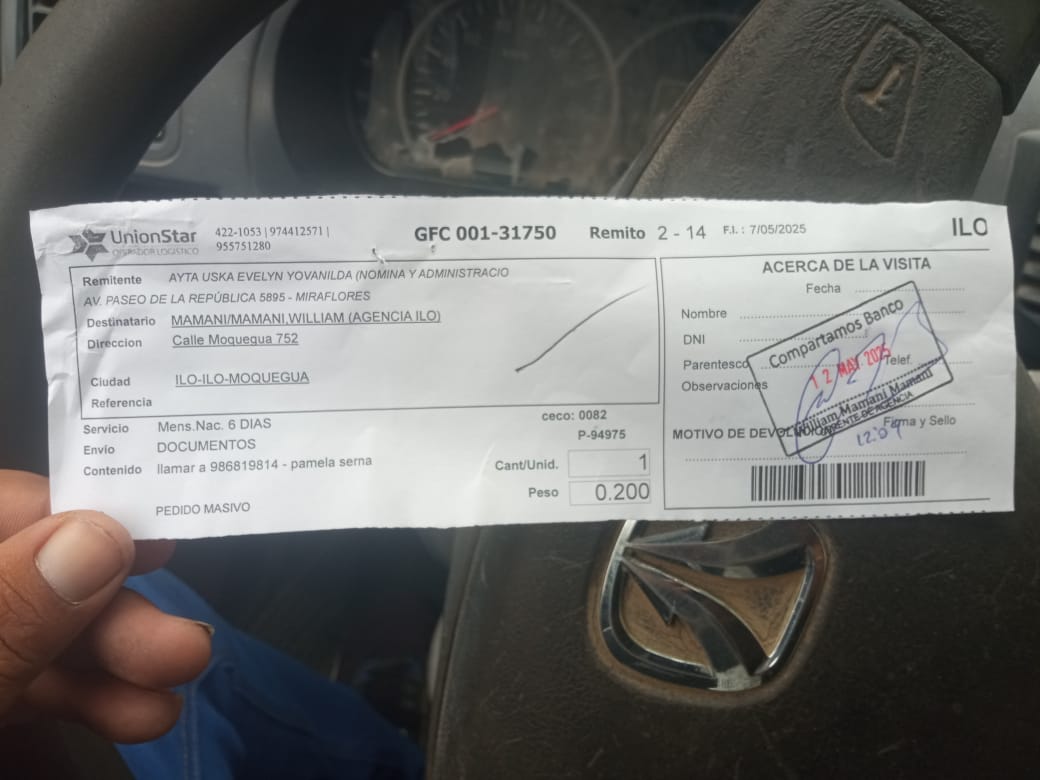 UnionStar
OPERADOR LOGISTICO
422-1053 | 974412571 |
955751280
GFC 001-31750
Remito 2 - 14
F.I. : 7/05/2025
ILO
Remitente AYTA USKA EVELYN YOVANILDA (NOMINA Y ADMINISTRACIO
AV. PASEO DE LA REPÚBLICA 5895 - MIRAFLORES
Destinatario MAMANI/MAMANI,WILLIAM (AGENCIA ILO)
Direccion Calle Moquegua 752
Ciudad ILO-ILO-MOQUEGUA
Referencia
Servicio Mens.Nac. 6 DIAS
Envio DOCUMENTOS
Contenido llamar a 986819814 - pamela serna
PEDIDO MASIVO
ceco: 0082
P-94975
Cant/Unid. 1
Peso 0.200
ACERCA DE LA VISITA
Fecha
Nombre
DNI
Parentesco
Telef.
Observaciones
Compartamos Banco
12 MAY. 2025
William Mamani Mamani
GERENTE DE AGENCIA
MOTIVO DE DEVOLUCION
Firma y Sello